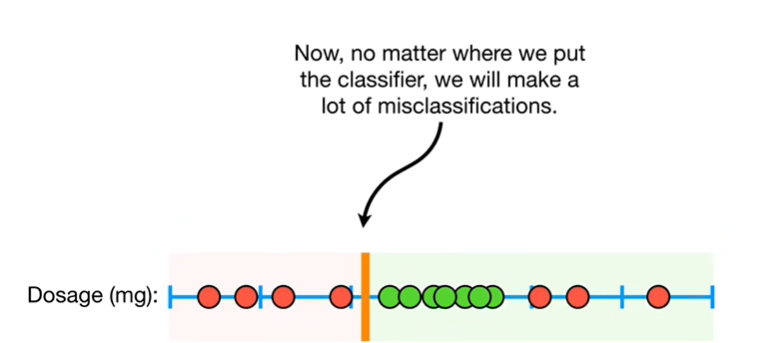 Now, no matter where we put
the classifier, we will make a
lot of misclassifications.
Dosage (mg):